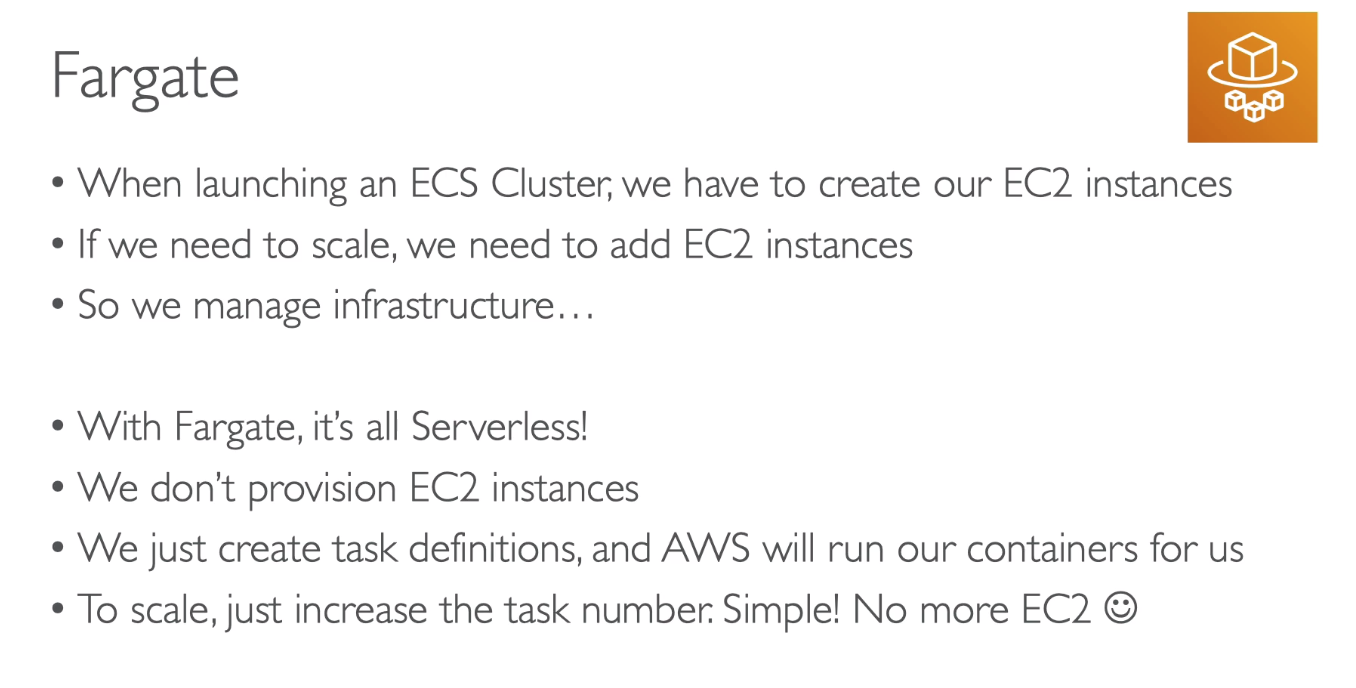 Fargate
• When launching an ECS Cluster, we have to create our EC2 instances
• If we need to scale, we need to add EC2 instances
• So we manage infrastructure…
• With Fargate, it’s all Serverless!
• We don’t provision EC2 instances
• We just create task definitions, and AWS will run our containers for us
• To scale, just increase the task number. Simple! No more EC2 ☺